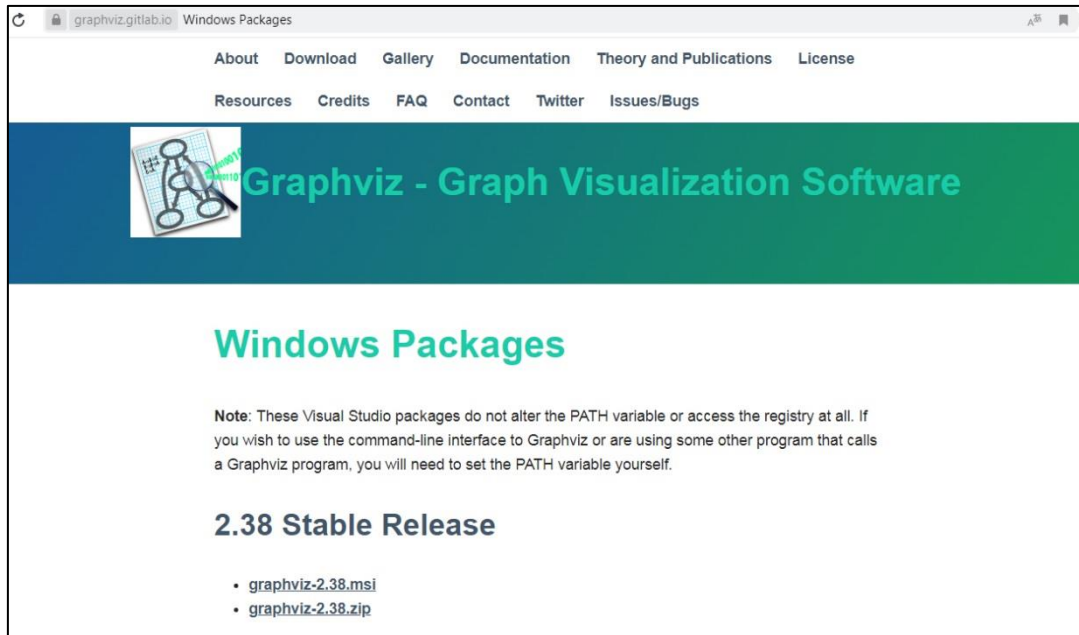 graphviz.gitlab.io Windows Packages
About Download Gallery Documentation Theory and Publications License
Resources Credits FAQ Contact Twitter Issues/Bugs
Graphviz - Graph Visualization Software
Windows Packages
Note: These Visual Studio packages do not alter the PATH variable or access the registry at all. If
you wish to use the command-line interface to Graphviz or are using some other program that calls
a Graphviz program, you will need to set the PATH variable yourself.
2.38 Stable Release
• graphviz-2.38.msi
• graphviz-2.38.zip